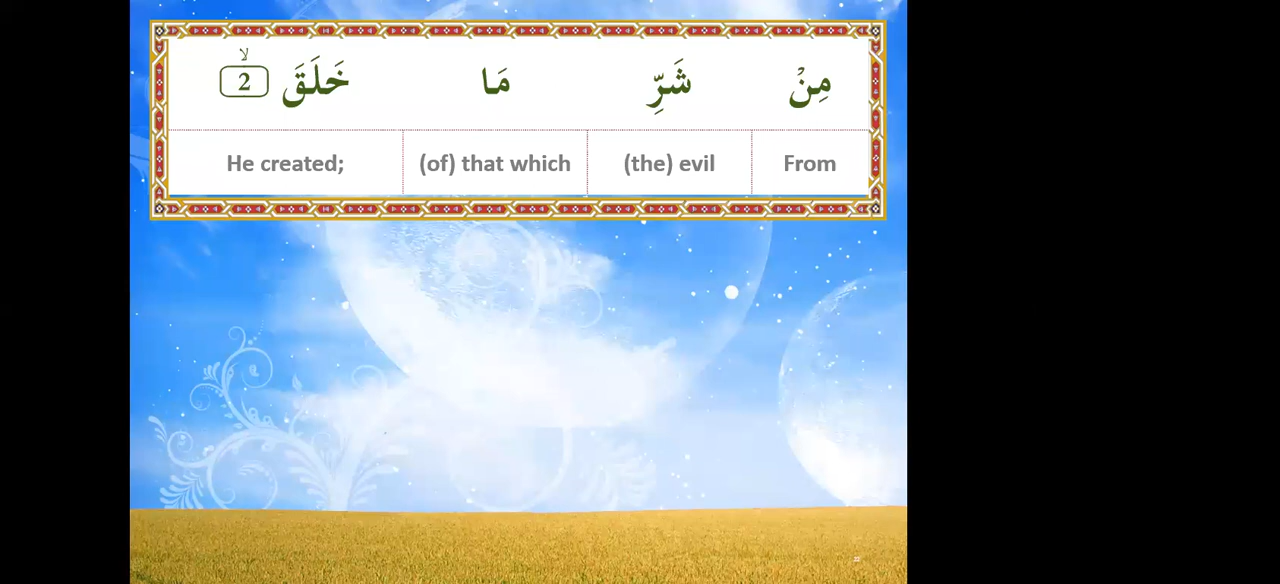 مِنْ شَرِّ مَا خَلَقَ ۙ 2
From (the) evil (of) that which He created;